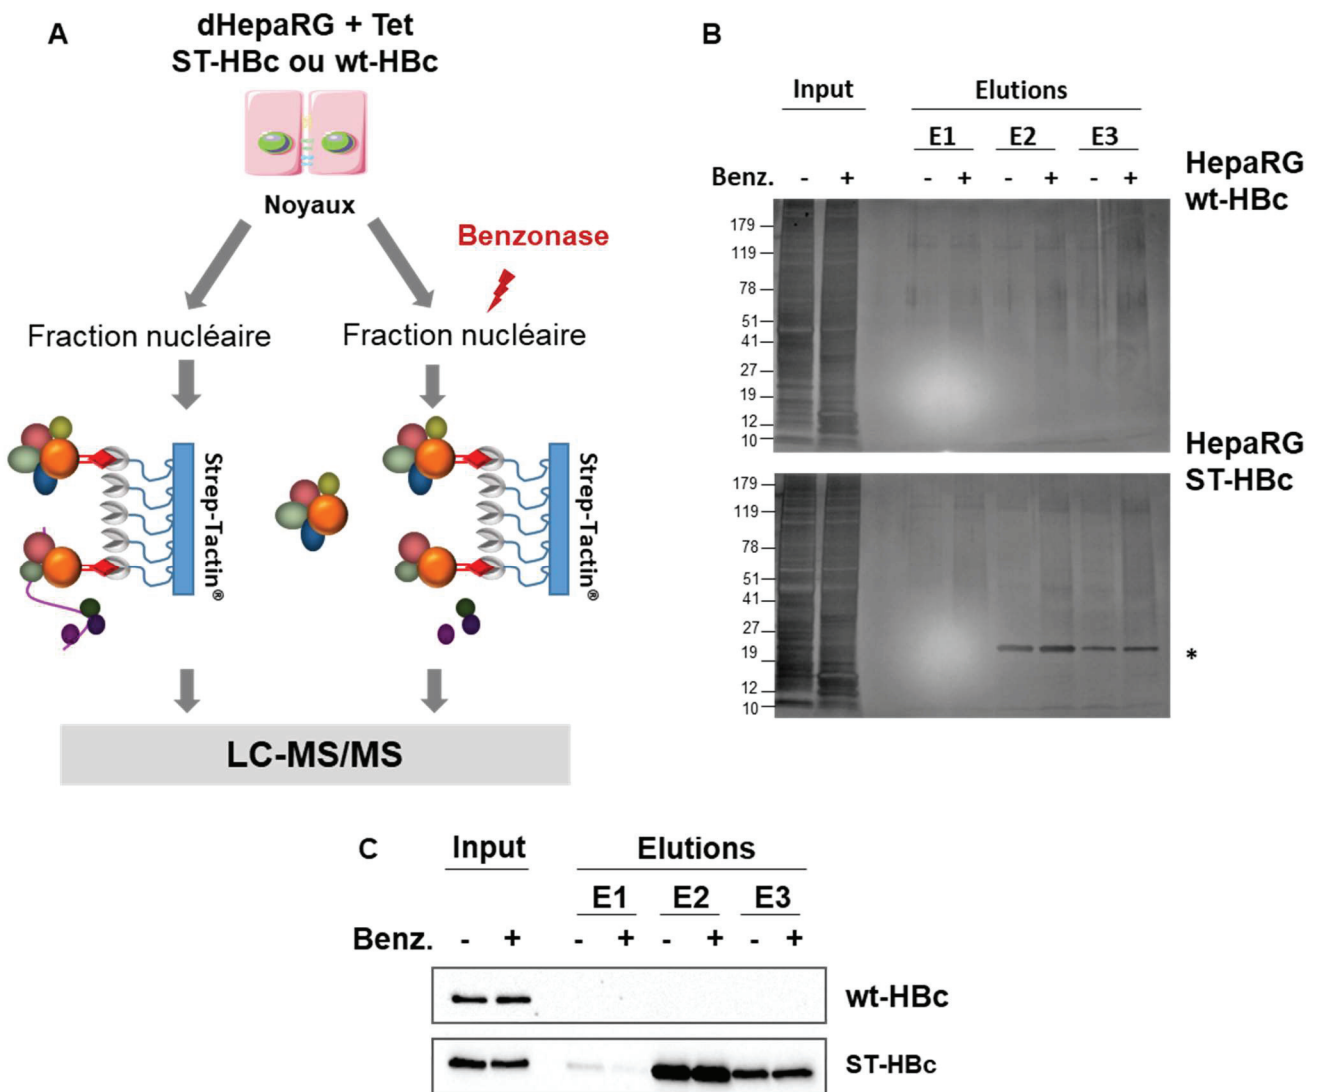 A
dHepaRG + Tet
ST-HBc ou wt-HBc
Noyaux
Benzonase
Fraction nucléaire
Fraction nucléaire
Strep-Tactin®
Strep-Tactin®
LC-MS/MS
B
Input Elutions
E1 E2 E3
Benz. - + - + - + - +
HepaRG
wt-HBc
179
119
78
51
41
27
19
12
10
HepaRG
ST-HBc
179
119
78
51
41
27
19
12
10
*
C
Input Elutions
E1 E2 E3
Benz. - + - + - + - +
wt-HBc
ST-HBc